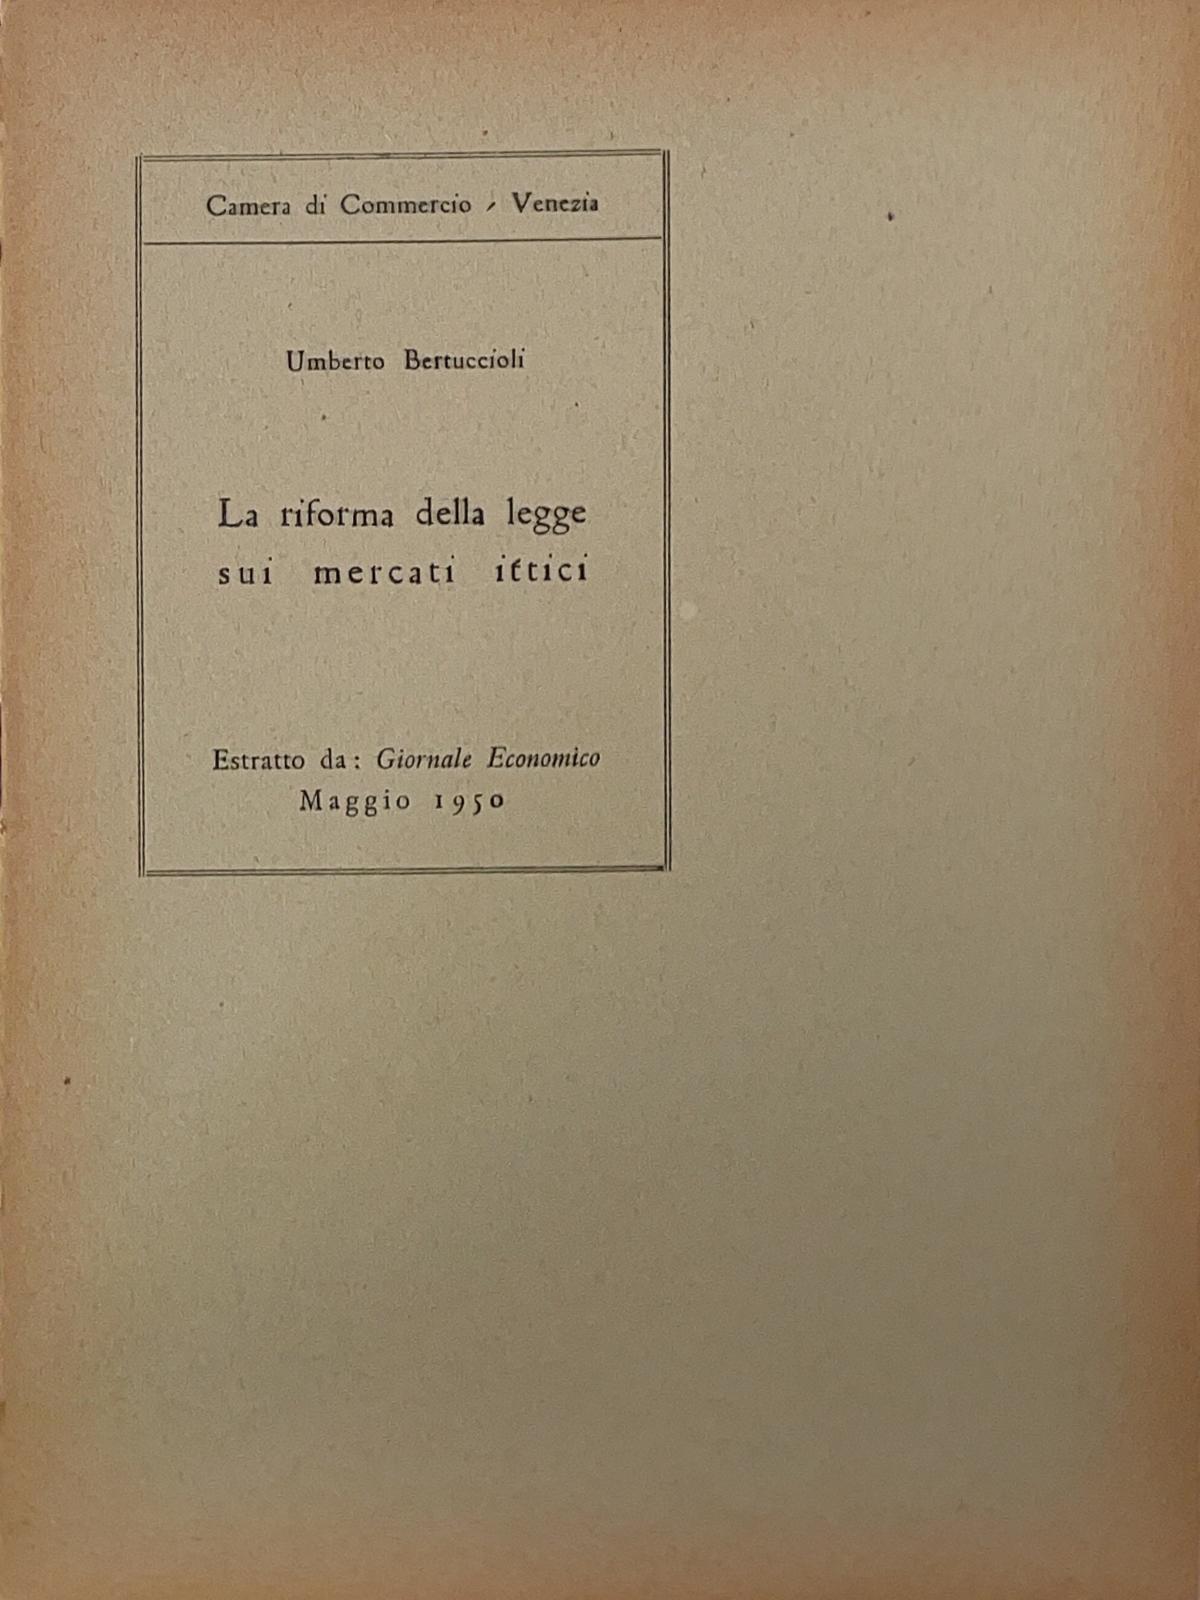 Camera di Commercio - Venezia
Umberto Bertuccioli
La riforma della legge
sui mercati ittici
Estratto da: Giornale Economico
Maggio 1950